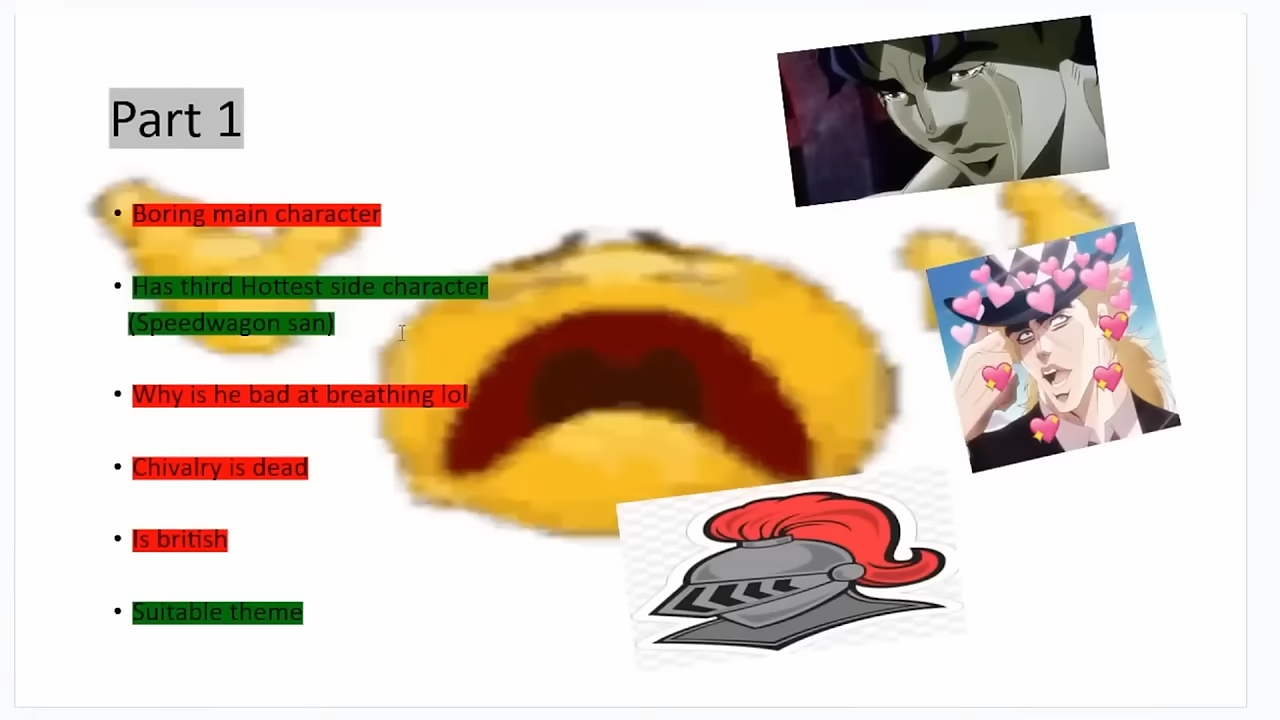 Part 1
• Boring main character
• Has third Hottest side character
(Speedwagon san)
• Why is he bad at breathing lol
• Chivalry is dead
• Is british
• Suitable theme